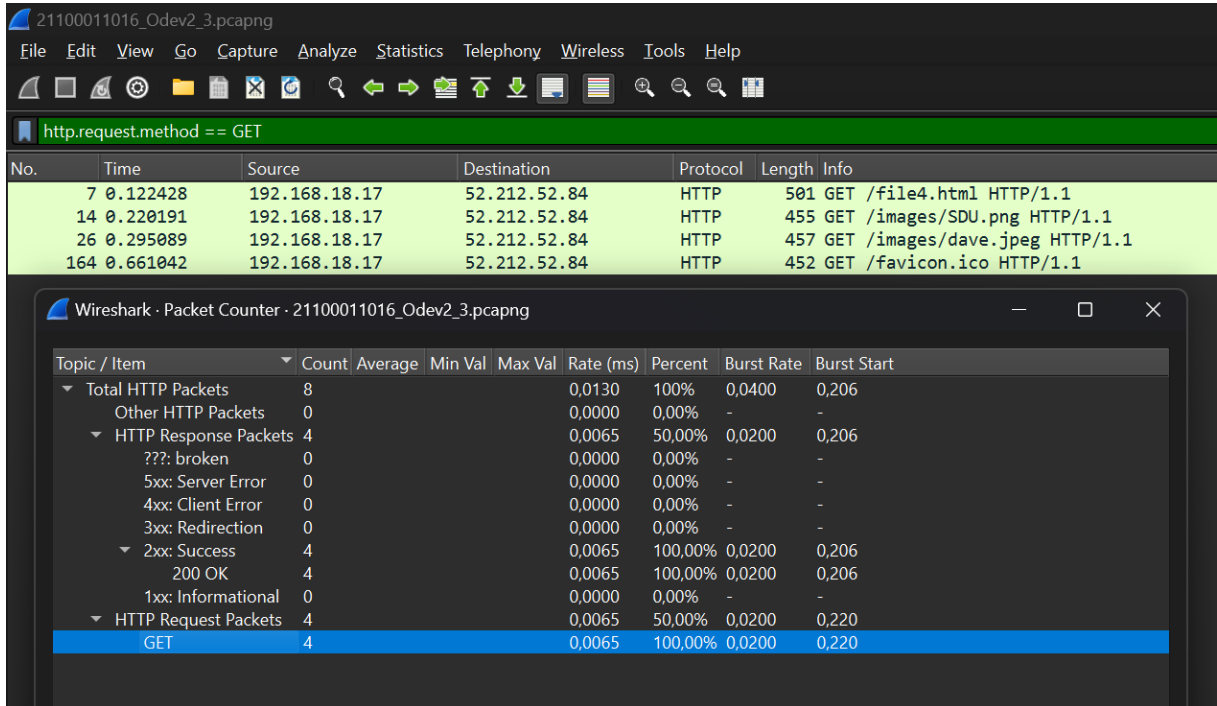 21100011016_Odev2_3.pcapng
File Edit View Go Capture Analyze Statistics Telephony Wireless Tools Help
http.request.method == GET
No. Time Source Destination Protocol Length Info
7 0.122428 192.168.18.17 52.212.52.84 HTTP 501 GET /file4.html HTTP/1.1
14 0.220191 192.168.18.17 52.212.52.84 HTTP 455 GET /images/SDU.png HTTP/1.1
26 0.295089 192.168.18.17 52.212.52.84 HTTP 457 GET /images/dave.jpeg HTTP/1.1
164 0.661042 192.168.18.17 52.212.52.84 HTTP 452 GET /favicon.ico HTTP/1.1
Wireshark · Packet Counter · 21100011016_Odev2_3.pcapng
Topic / Item Count Average Min Val Max Val Rate (ms) Percent Burst Rate Burst Start
Total HTTP Packets 8 0,0130 100% 0,0400 0,206
Other HTTP Packets 0 0,0000 0,00% - -
HTTP Response Packets 4 0,0065 50,00% 0,0200 0,206
???: broken 0 0,0000 0,00% - -
5xx: Server Error 0 0,0000 0,00% - -
4xx: Client Error 0 0,0000 0,00% - -
3xx: Redirection 0 0,0000 0,00% - -
2xx: Success 4 0,0065 100,00% 0,0200 0,206
200 OK 4 0,0065 100,00% 0,0200 0,206
1xx: Informational 0 0,0000 0,00% - -
HTTP Request Packets 4 0,0065 50,00% 0,0200 0,220
GET 4 0,0065 100,00% 0,0200 0,220